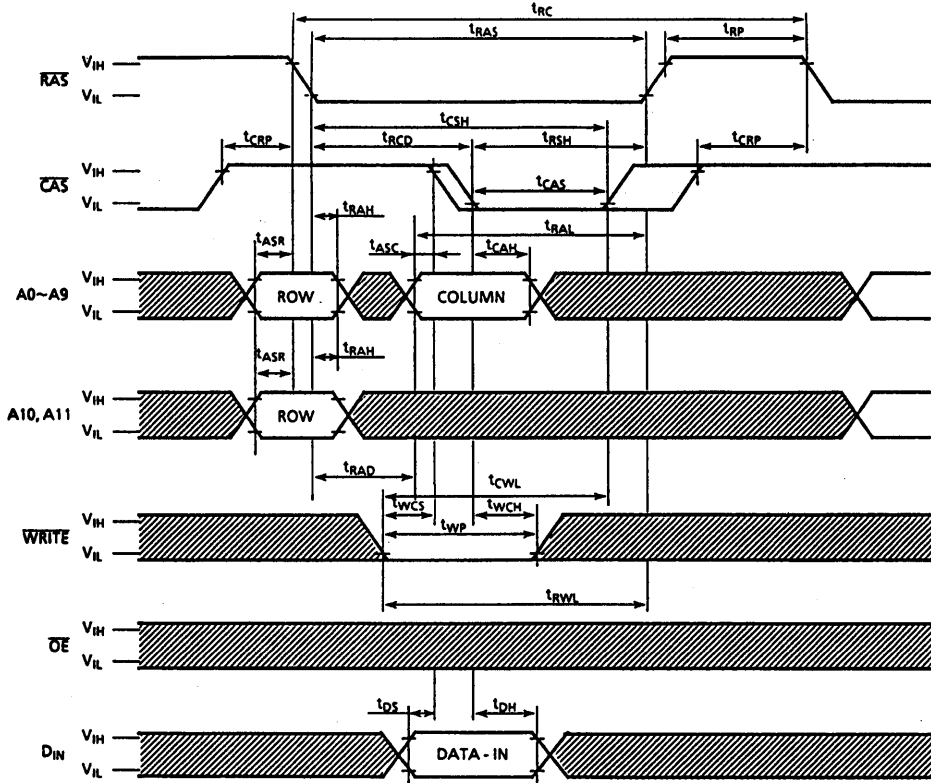 tRC
tRAS
tRP
RAS
VIH
VIL
tCSH
tCRP
tRCD
tRSH
tCRP
CAS
VIH
VIL
tCAS
tRAH
tRAL
tASR
tASC
tCAH
A0~A9
VIH
VIL
ROW
COLUMN
tASR
tRAH
A10, A11
VIH
VIL
ROW
tRAD
tCWL
tWCS
tWCH
WRITE
VIH
VIL
tWP
tRWL
OE
VIH
VIL
tDS
tDH
DIN
VIH
VIL
DATA - IN